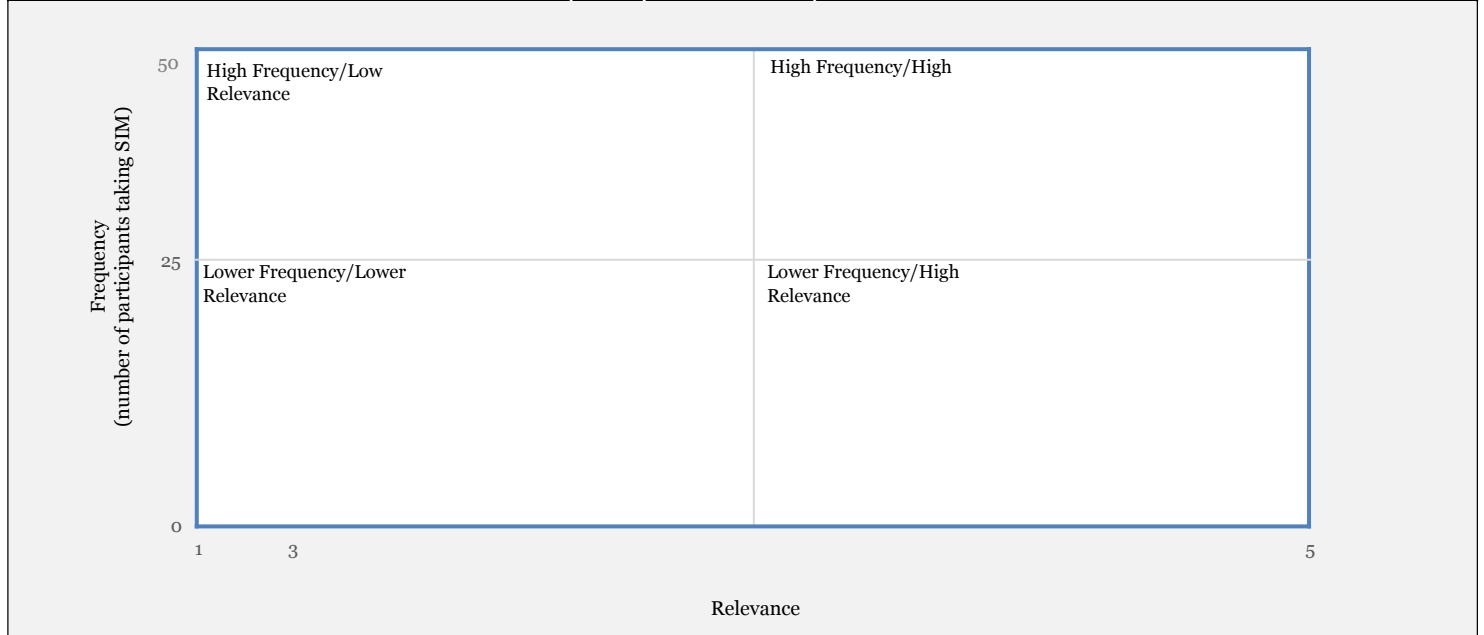 50
High Frequency/Low
Relevance
High Frequency/High
Frequency
(number of participants taking SIM)
25
Lower Frequency/Lower
Relevance
Lower Frequency/High
Relevance
0
1
3
5
Relevance